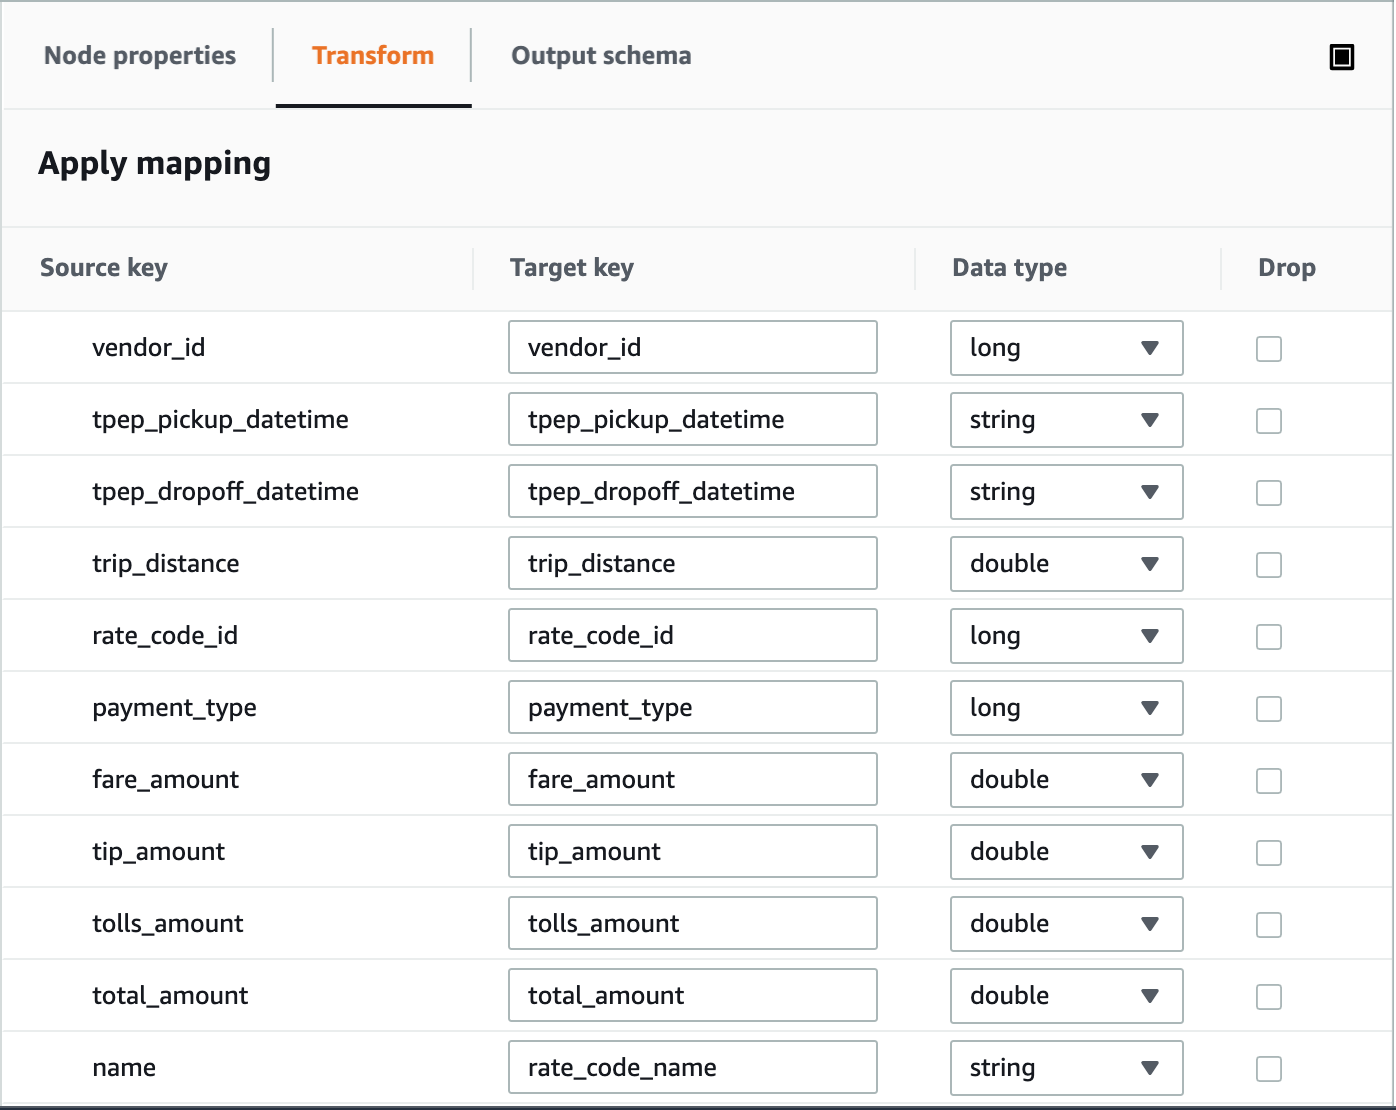 Node properties Transform Output schema
Apply mapping
Source key Target key Data type Drop
vendor_id vendor_id long
tpep_pickup_datetime tpep_pickup_datetime string
tpep_dropoff_datetime tpep_dropoff_datetime string
trip_distance trip_distance double
rate_code_id rate_code_id long
payment_type payment_type long
fare_amount fare_amount double
tip_amount tip_amount double
tolls_amount tolls_amount double
total_amount total_amount double
name rate_code_name string